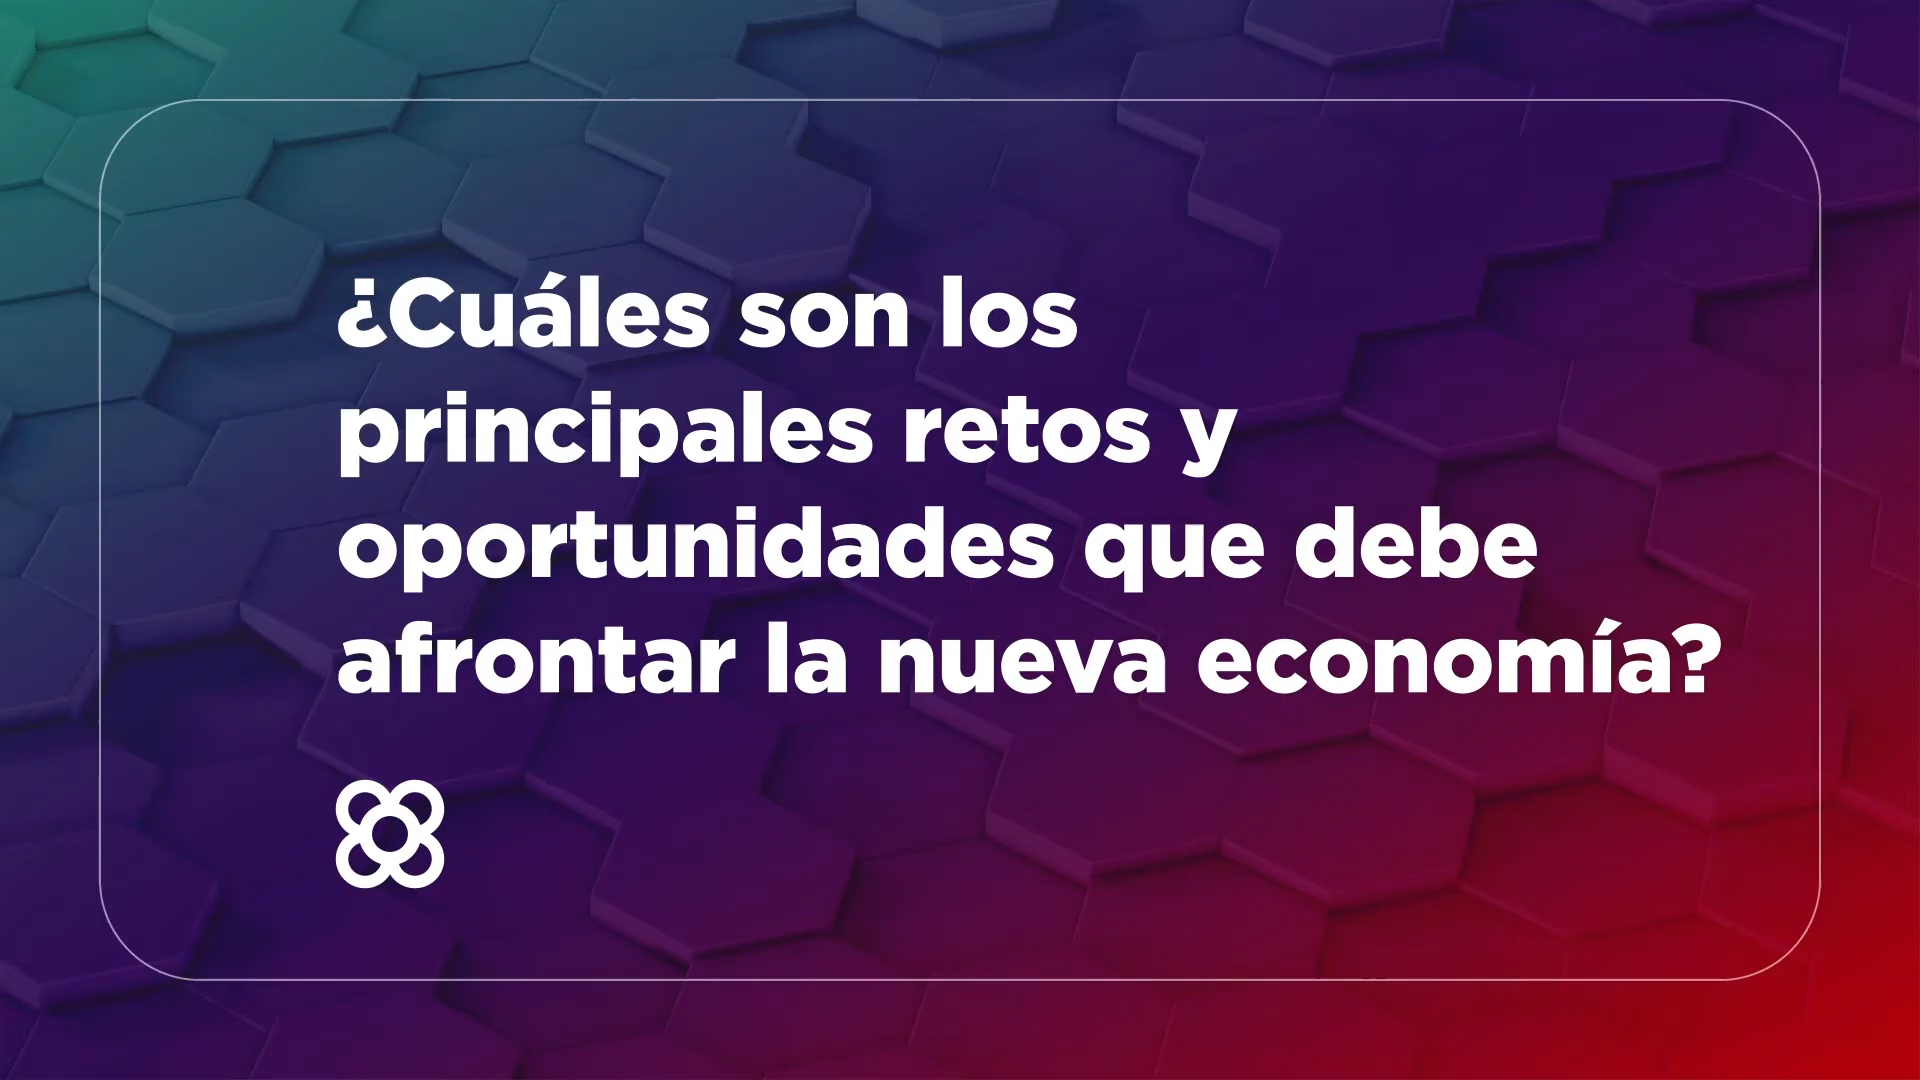 ¿Cuáles son los
principales retos y
oportunidades que debe
afrontar la nueva economía?